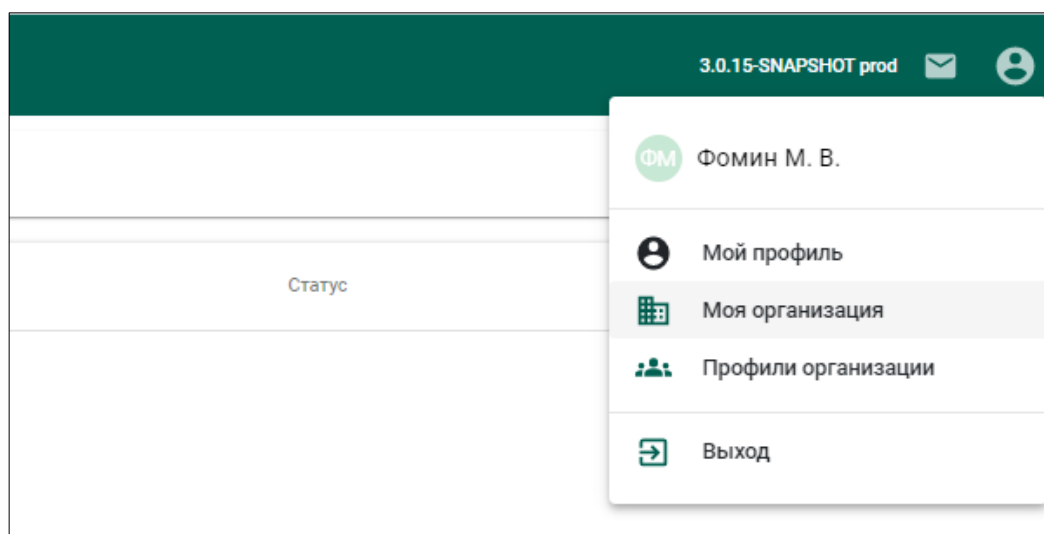 3.0.15-SNAPSHOT prod
ФМ Фомин М. В.
Мой профиль
Статус
Моя организация
Профили организации
Выход